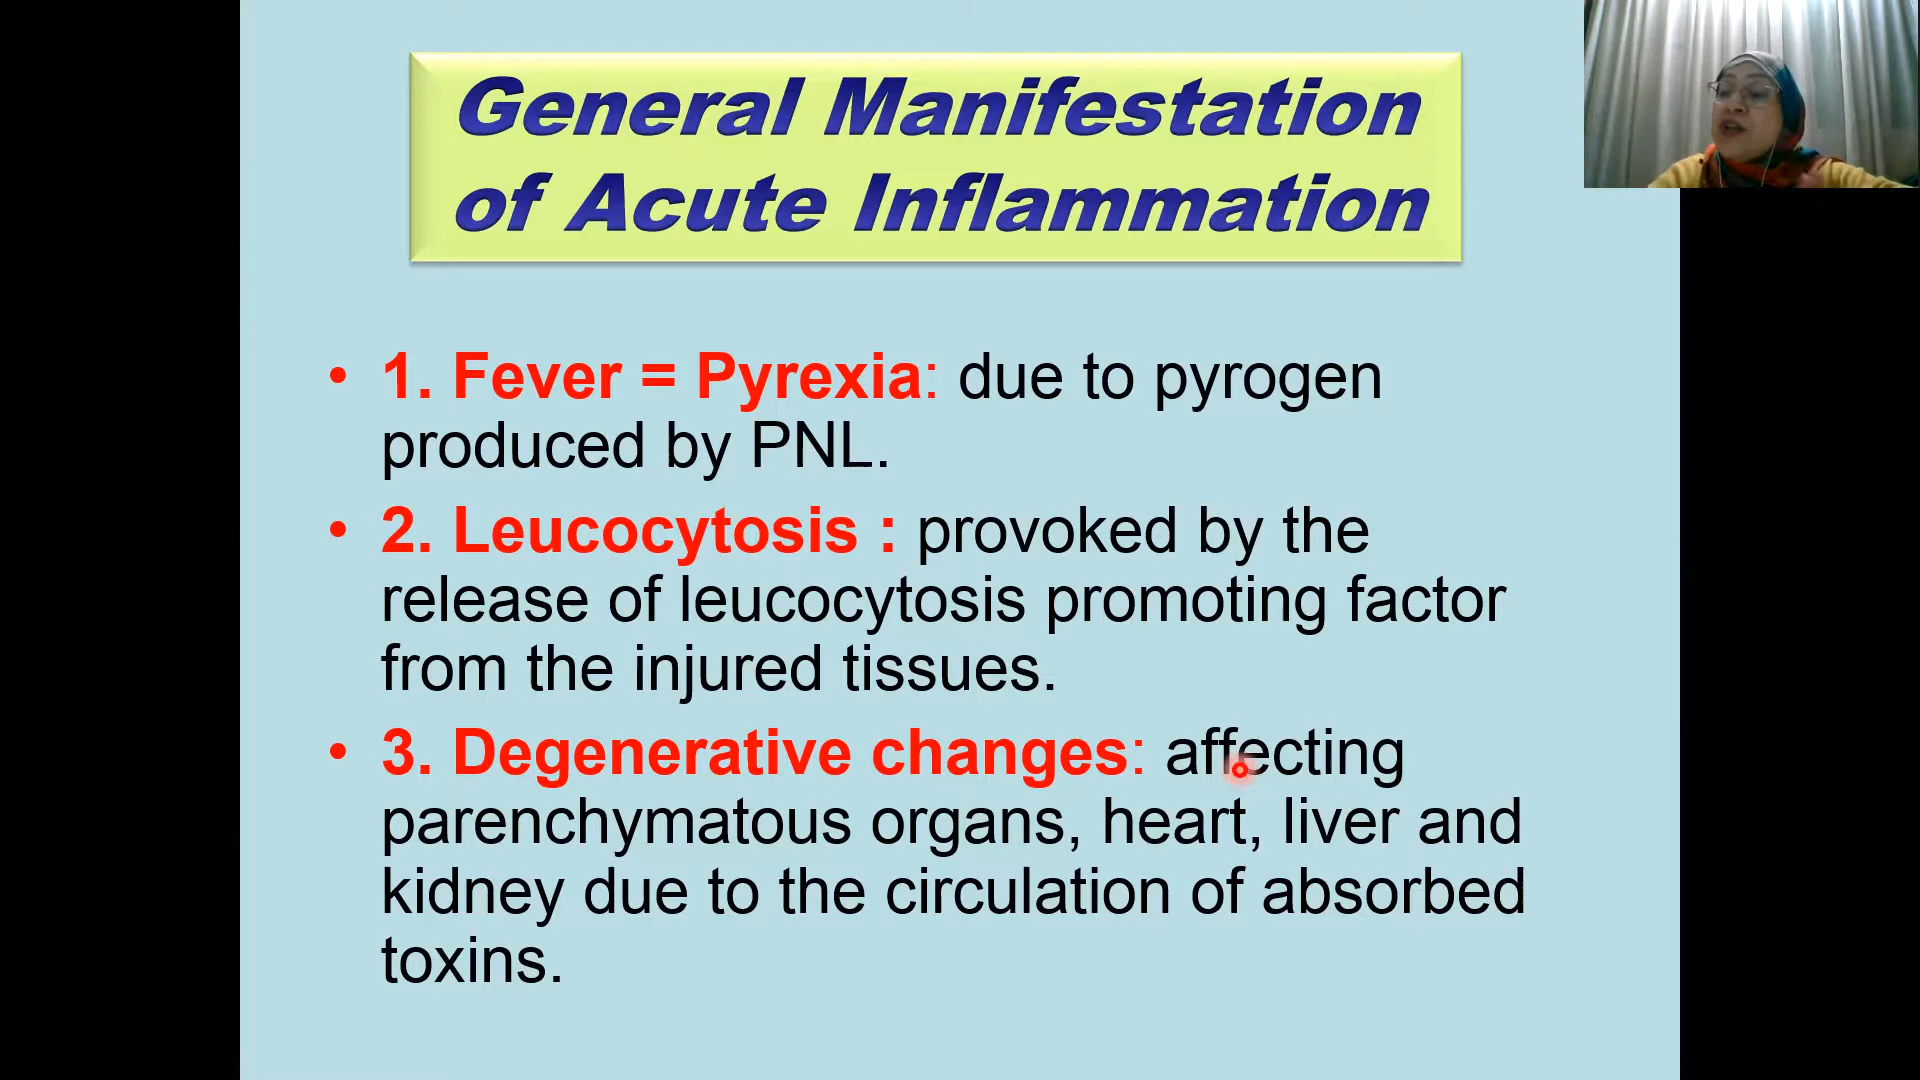 General Manifestation
of Acute Inflammation
• 1. Fever = Pyrexia: due to pyrogen
produced by PNL.
• 2. Leucocytosis : provoked by the
release of leucocytosis promoting factor
from the injured tissues.
• 3. Degenerative changes: affecting
parenchymatous organs, heart, liver and
kidney due to the circulation of absorbed
toxins.